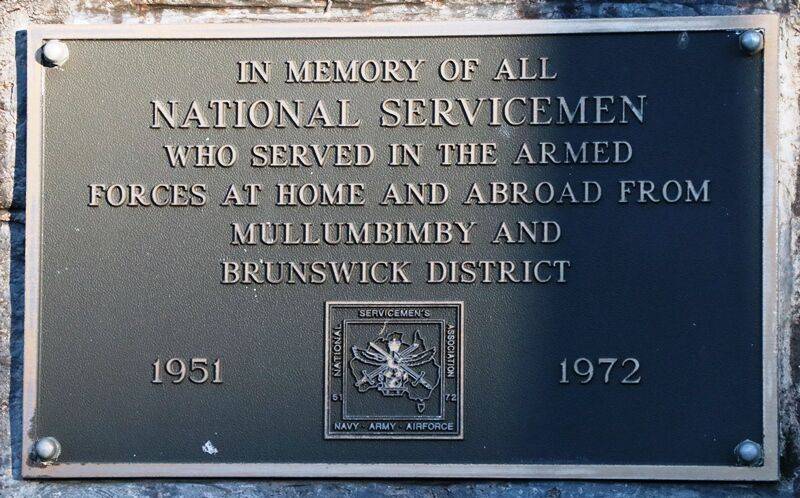 IN MEMORY OF ALL
NATIONAL SERVICEMEN
WHO SERVED IN THE ARMED
FORCES AT HOME AND ABROAD FROM
MULLUMBIMBY AND
BRUNSWICK DISTRICT
1951
NATIONAL
SERVICEMEN'S
ASSOCIATION
51
72
NAVY - ARMY - AIRFORCE
1972